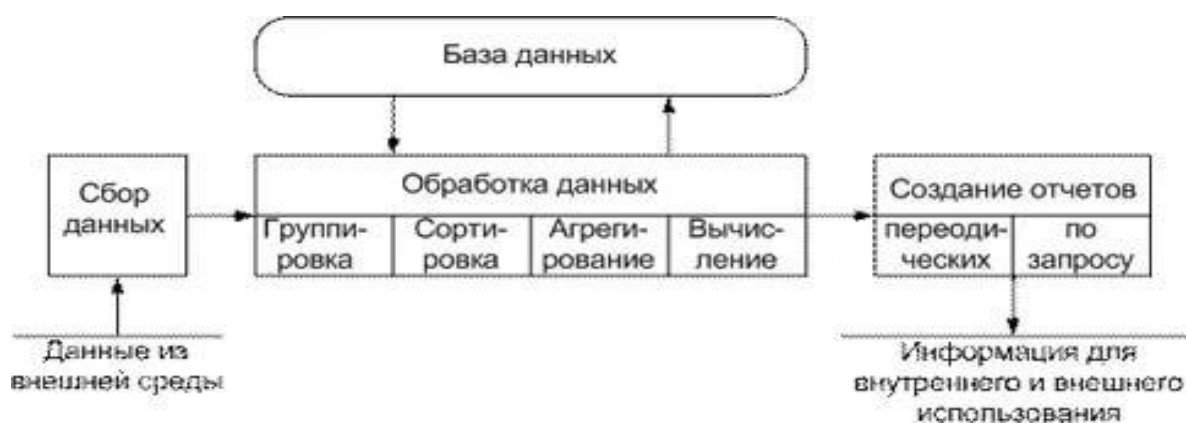 База данных
Сбор
данных
Обработка данных
Группи-
ровка
Сорти-
ровка
Агреги-
рование
Вычис-
ление
Создание отчетов
переоди-
ческих
по
запросу
Данные из
внешней среды
Информация для
внутреннего и внешнего
использования